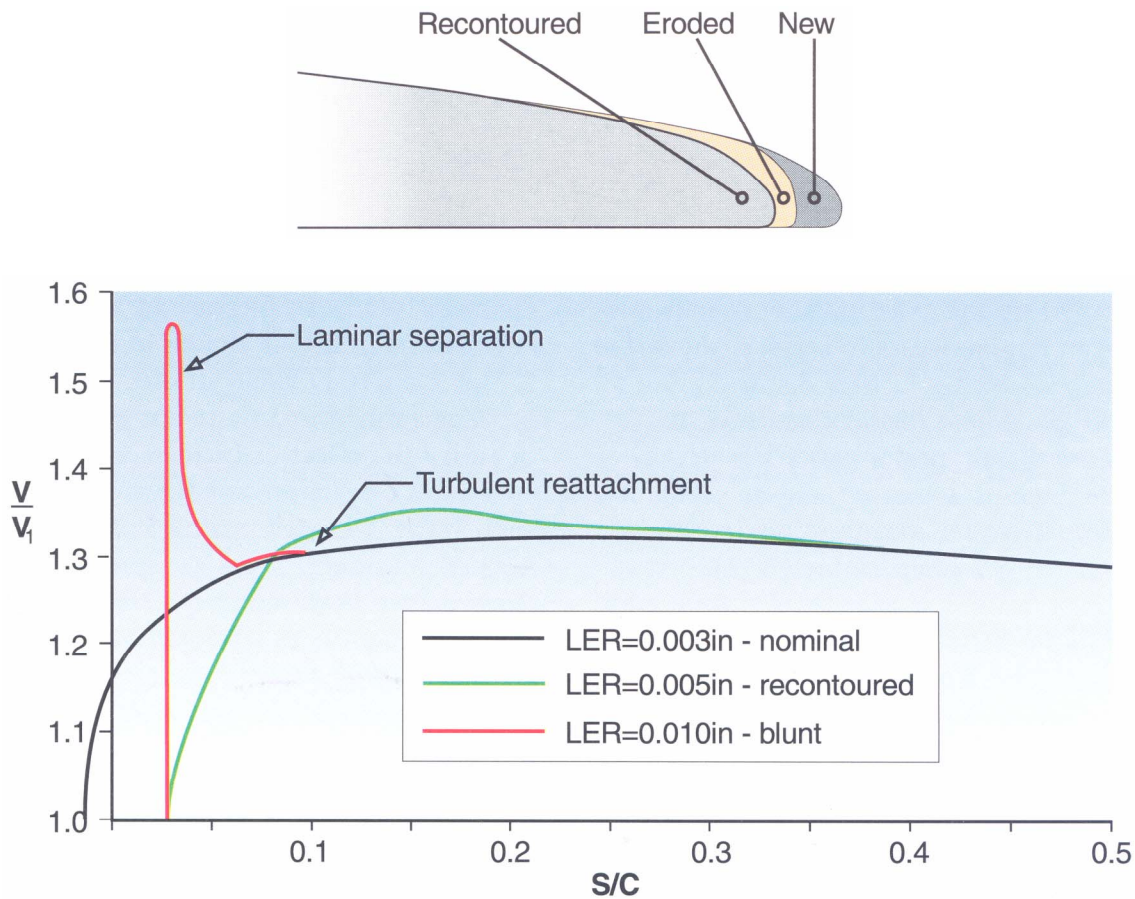 Recontoured Eroded New
1.6
Laminar separation
1.5
1.4
Turbulent reattachment
V
V1
1.3
LER=0.003in - nominal
1.2
LER=0.005in - recontoured
LER=0.010in - blunt
1.1
1.0
0.1 0.2 0.3 0.4 0.5
S/C